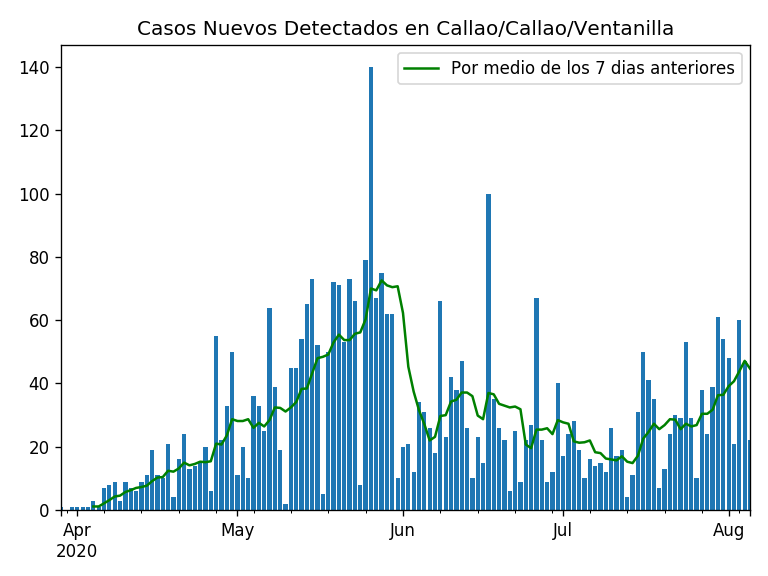 Casos Nuevos Detectados en Callao/Callao/Ventanilla
Por medio de los 7 dias anteriores
140
120
100
80
60
40
20
0
Apr
2020
May
Jun
Jul
Aug